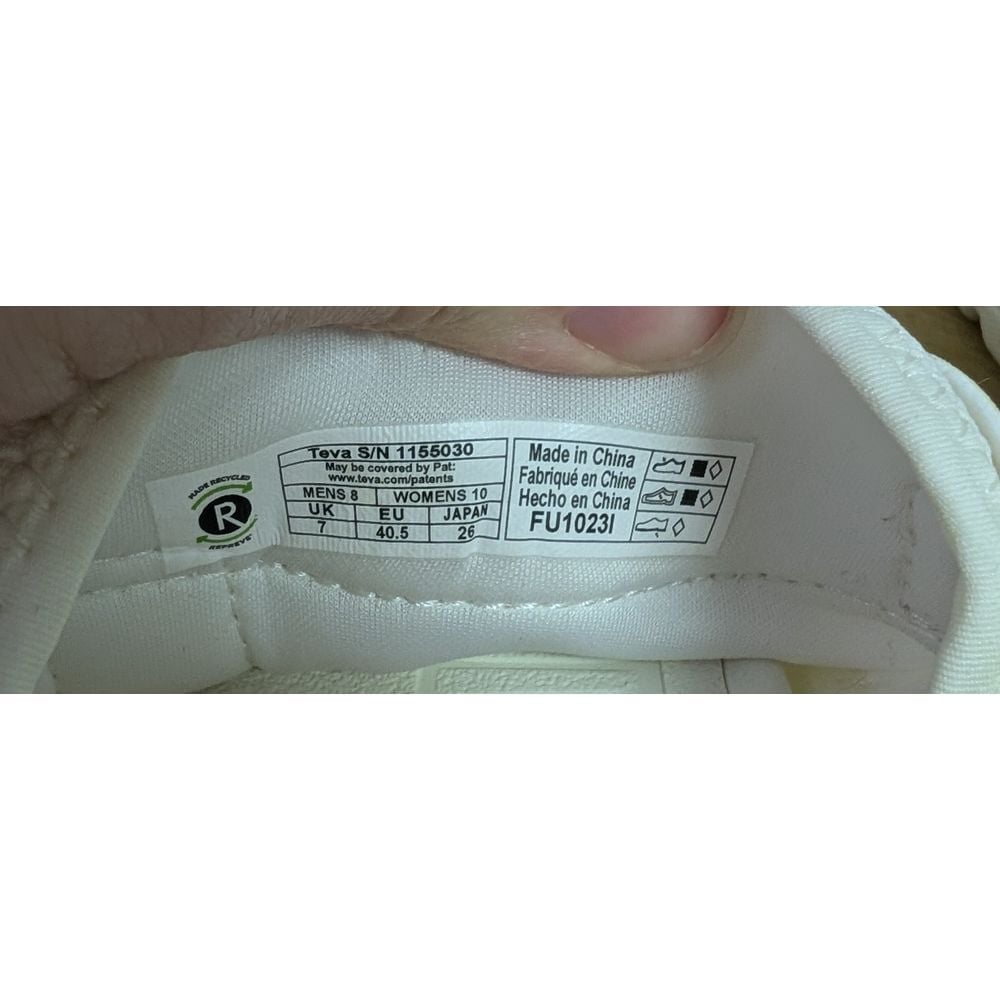 MADE RECYCLED
R
REPREVE
Teva S/N 1155030
May be covered by Pat:
www.teva.com/patents
MENS 8 WOMENS 10
UK EU JAPAN
7 40.5 26
Made in China
Fabriqué en Chine
Hecho en China
FU1023I